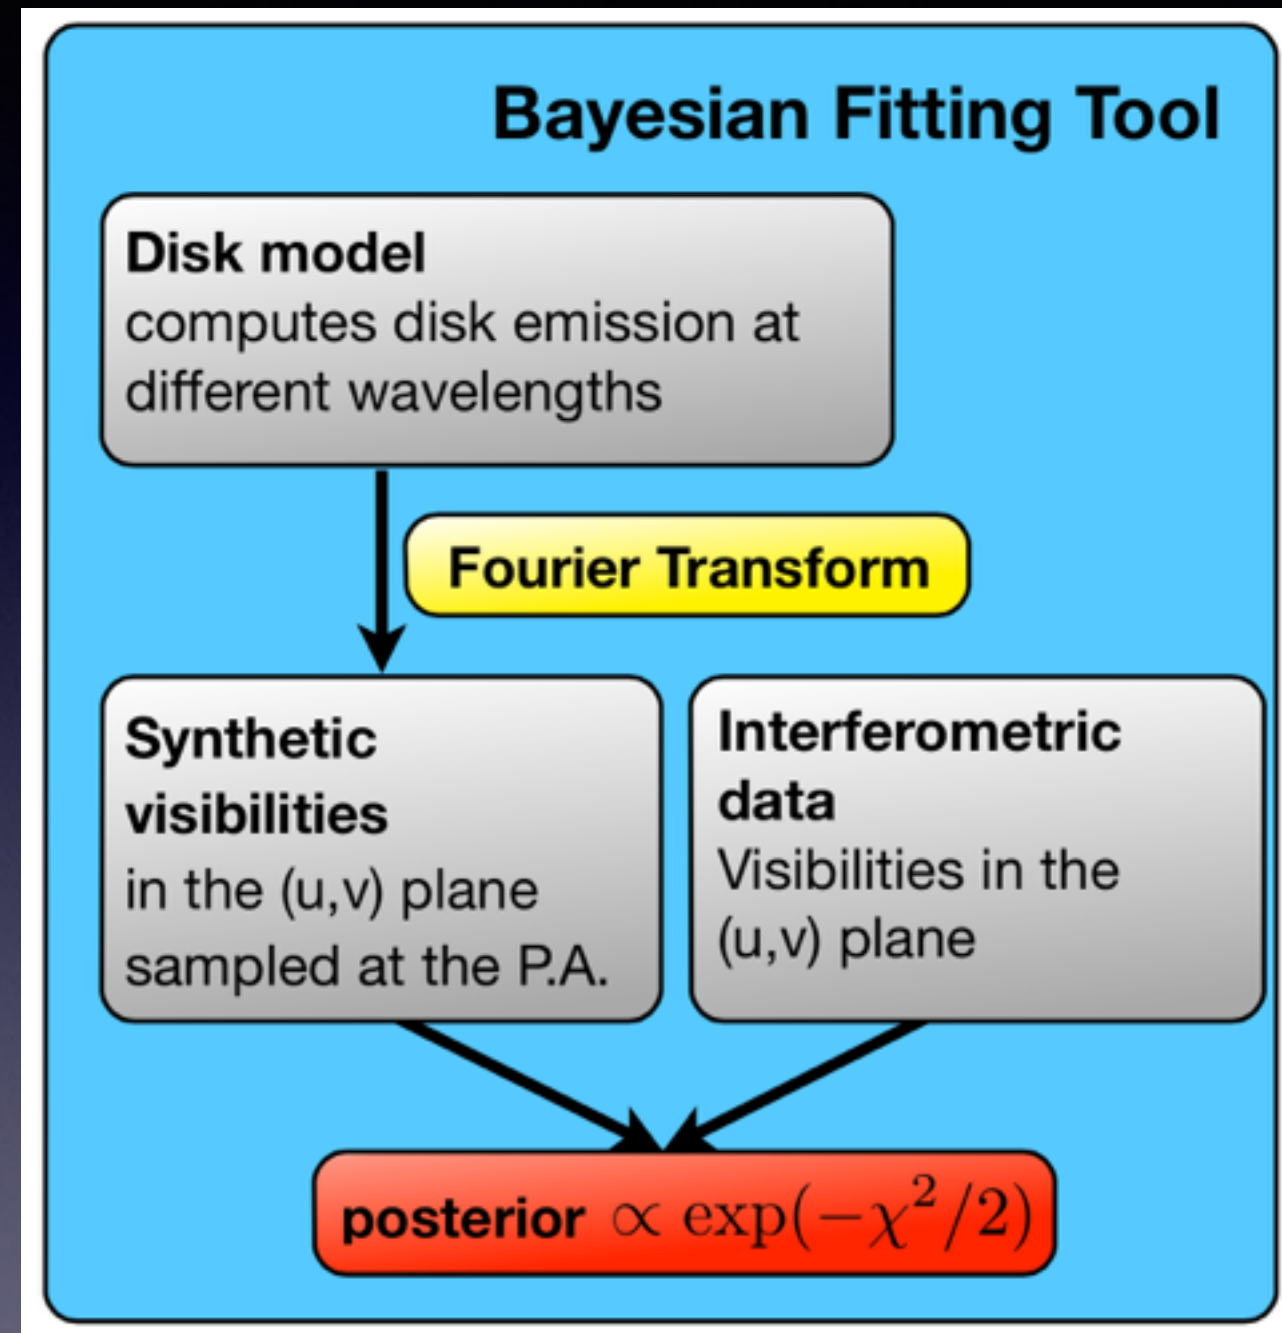 Bayesian Fitting Tool
Disk model
computes disk emission at
different wavelengths
Fourier Transform
Synthetic
visibilities
in the (u,v) plane
sampled at the P.A.
Interferometric
data
Visibilities in the
(u,v) plane
posterior ∝ exp(−χ²/2)